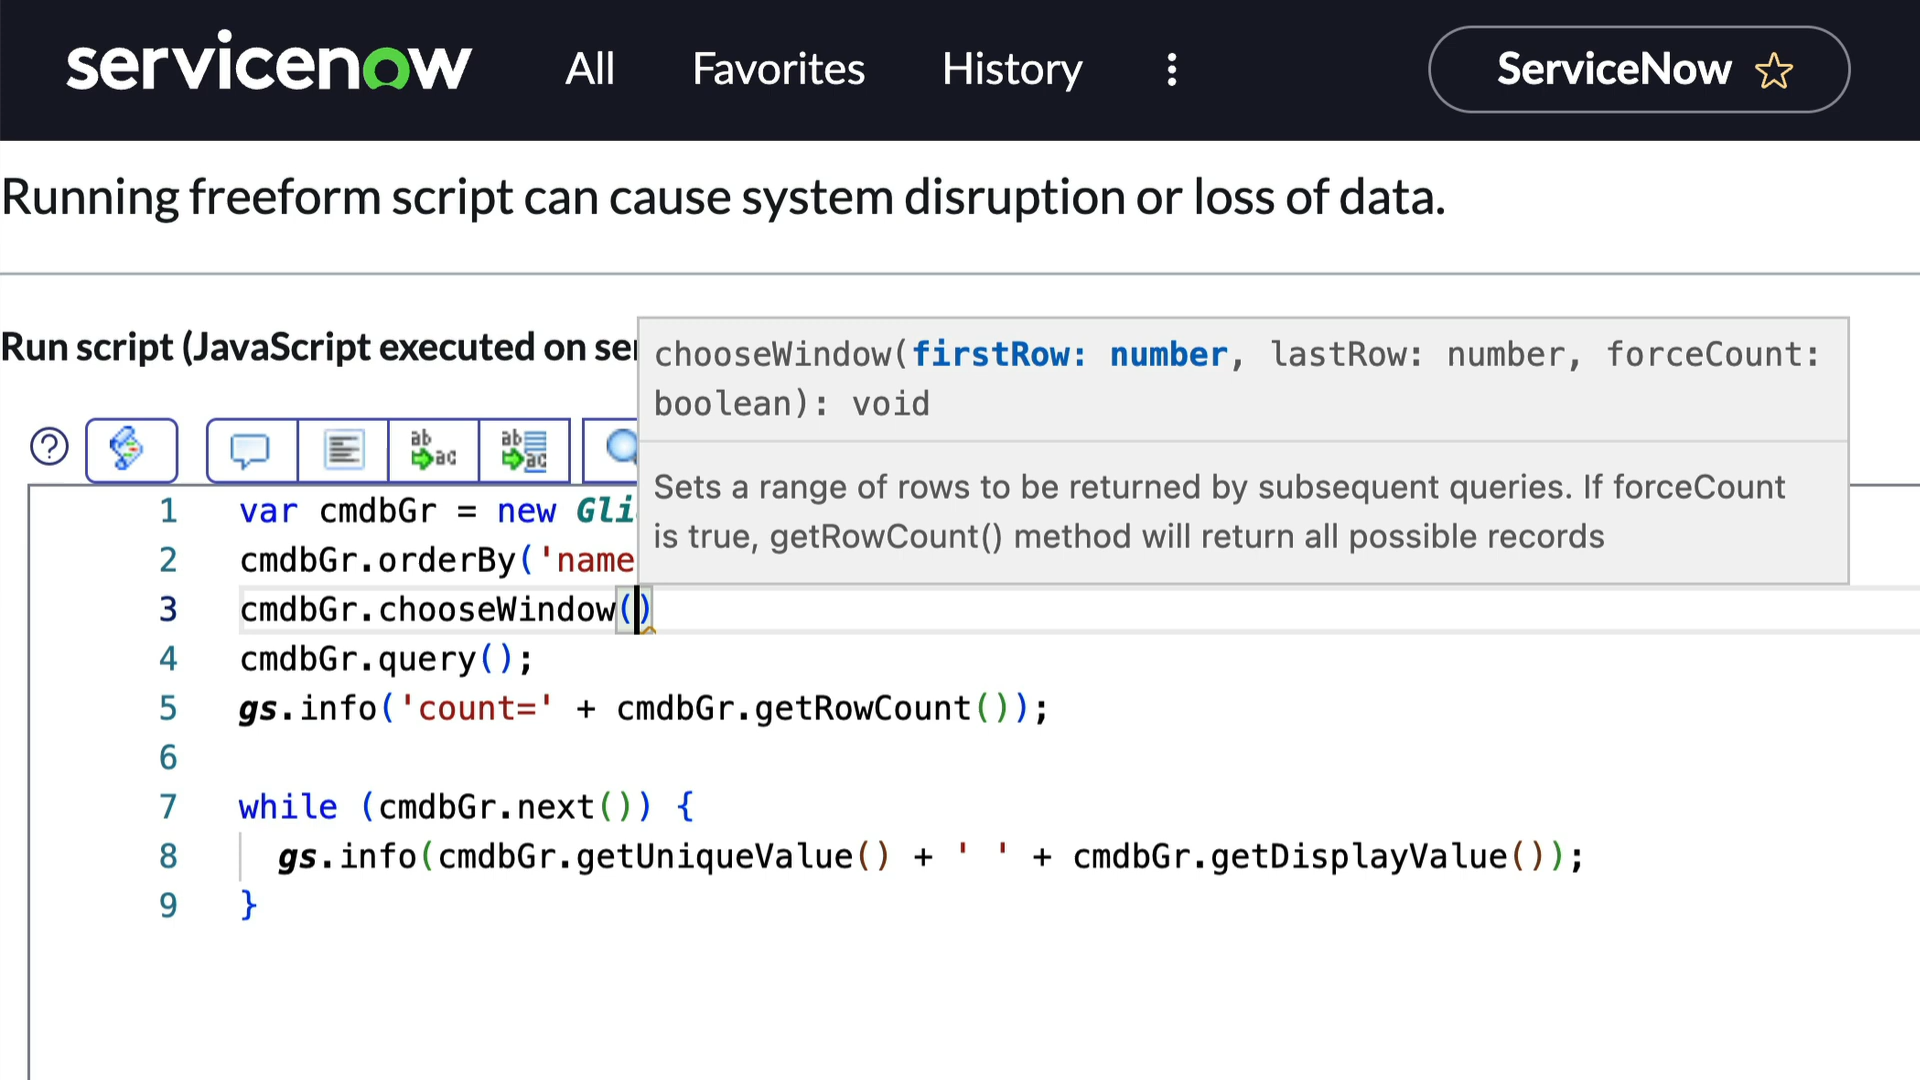 servicenow All Favorites History ServiceNow
Running freeform script can cause system disruption or loss of data.
Run script (JavaScript executed on
chooseWindow(firstRow: number, lastRow: number, forceCount:
boolean): void
Sets a range of rows to be returned by subsequent queries. If forceCount
is true, getRowCount() method will return all possible records
ab ac ab ac
1 var cmdbGr = new
2 cmdbGr.orderBy('name
3 cmdbGr.chooseWindow()
4 cmdbGr.query();
5 gs.info('count=' + cmdbGr.getRowCount());
6
7 while (cmdbGr.next()) {
8 gs.info(cmdbGr.getUniqueValue() + ' ' + cmdbGr.getDisplayValue());
9 }